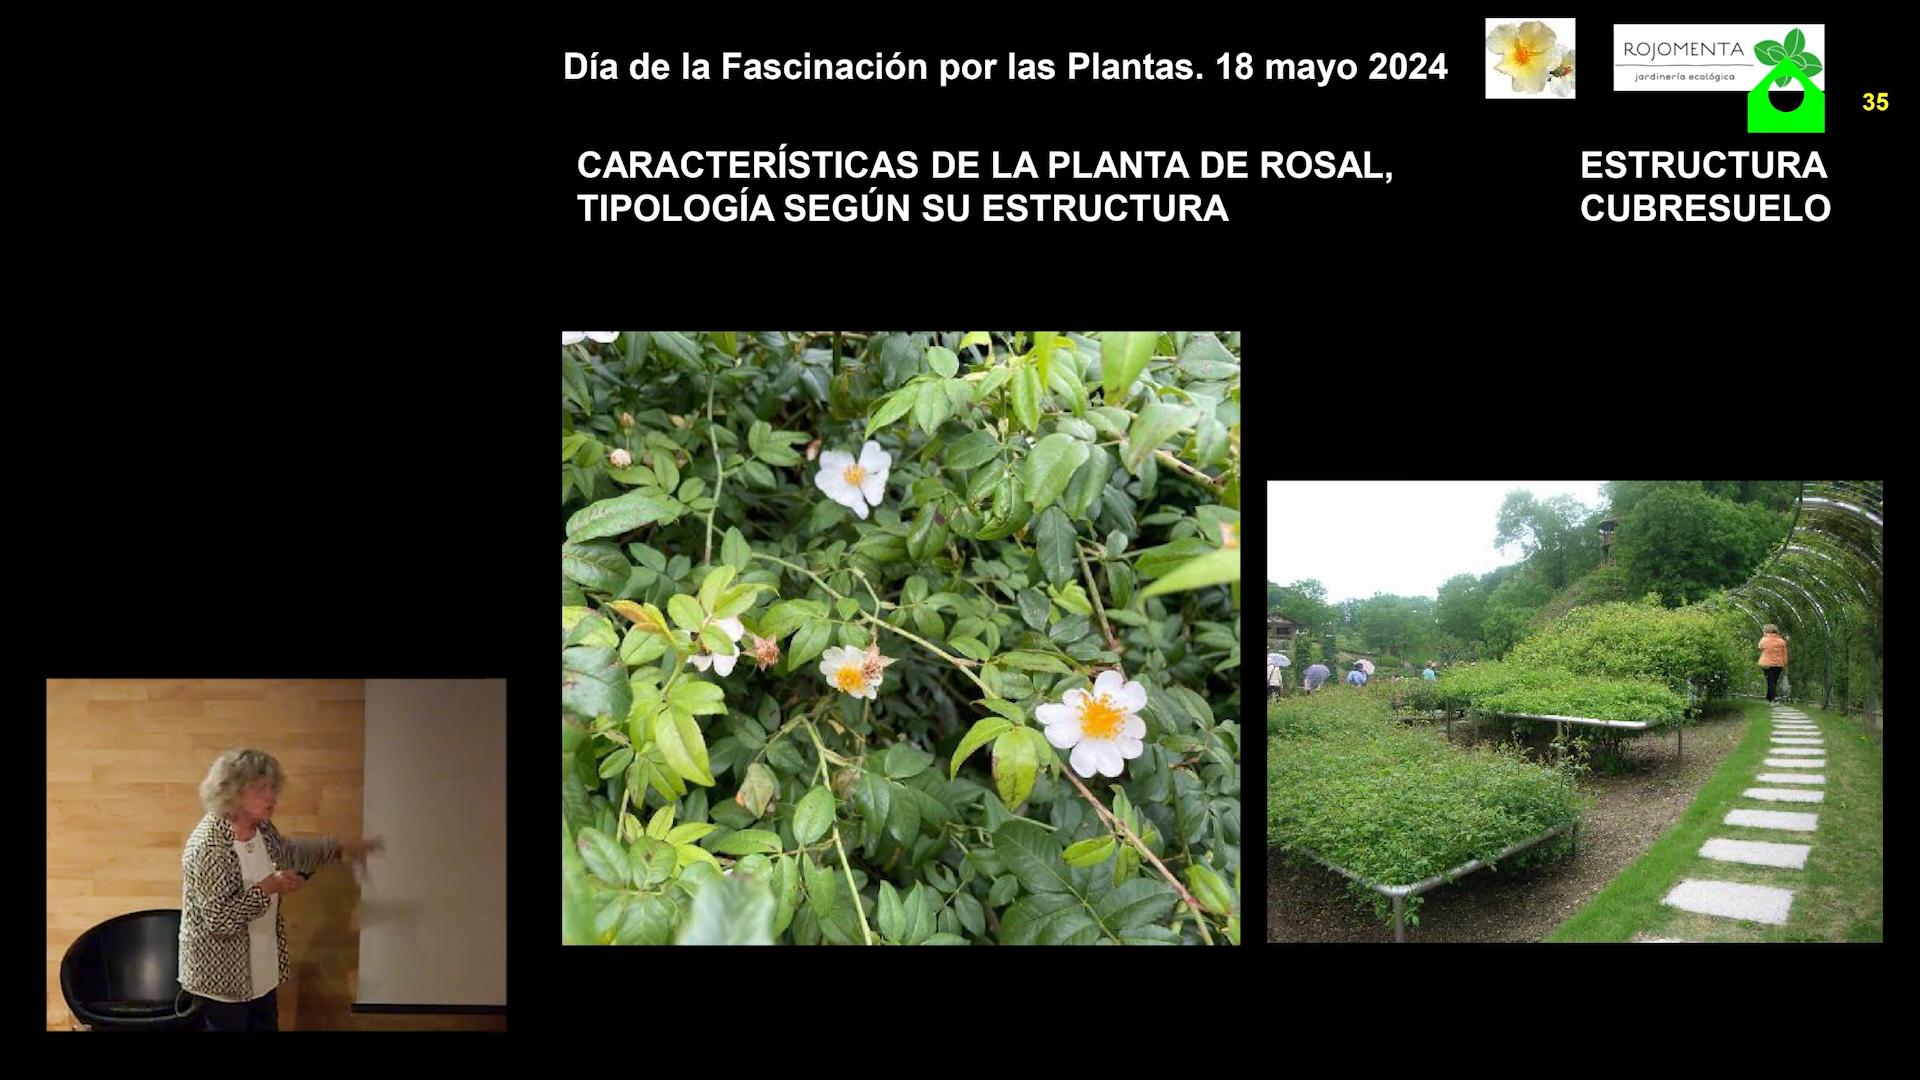 Día de la Fascinación por las Plantas. 18 mayo 2024
ROJOMENTA
jardinería ecológica
35
CARACTERÍSTICAS DE LA PLANTA DE ROSAL,
TIPOLOGÍA SEGÚN SU ESTRUCTURA
ESTRUCTURA
CUBRESUELO